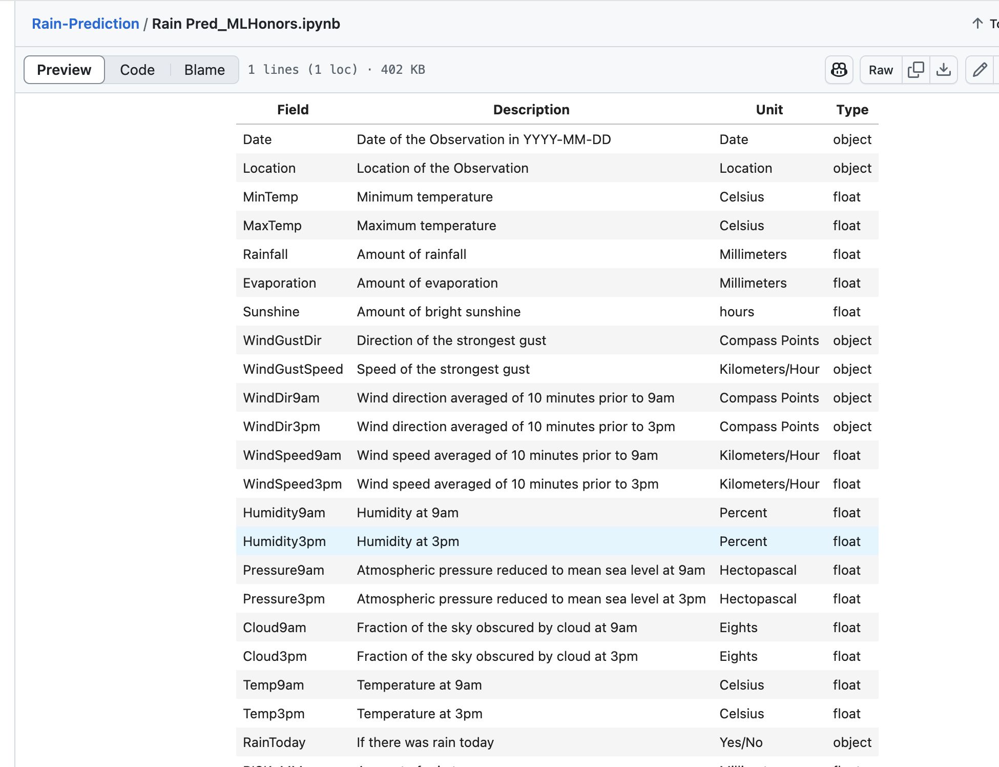 Rain-Prediction / Rain Pred_MLHonors.ipynb
Preview Code Blame 1 lines (1 loc) · 402 KB Raw
Field Description Unit Type
Date Date of the Observation in YYYY-MM-DD Date object
Location Location of the Observation Location object
MinTemp Minimum temperature Celsius float
MaxTemp Maximum temperature Celsius float
Rainfall Amount of rainfall Millimeters float
Evaporation Amount of evaporation Millimeters float
Sunshine Amount of bright sunshine hours float
WindGustDir Direction of the strongest gust Compass Points object
WindGustSpeed Speed of the strongest gust Kilometers/Hour object
WindDir9am Wind direction averaged of 10 minutes prior to 9am Compass Points object
WindDir3pm Wind direction averaged of 10 minutes prior to 3pm Compass Points object
WindSpeed9am Wind speed averaged of 10 minutes prior to 9am Kilometers/Hour float
WindSpeed3pm Wind speed averaged of 10 minutes prior to 3pm Kilometers/Hour float
Humidity9am Humidity at 9am Percent float
Humidity3pm Humidity at 3pm Percent float
Pressure9am Atmospheric pressure reduced to mean sea level at 9am Hectopascal float
Pressure3pm Atmospheric pressure reduced to mean sea level at 3pm Hectopascal float
Cloud9am Fraction of the sky obscured by cloud at 9am Eights float
Cloud3pm Fraction of the sky obscured by cloud at 3pm Eights float
Temp9am Temperature at 9am Celsius float
Temp3pm Temperature at 3pm Celsius float
RainToday If there was rain today Yes/No object